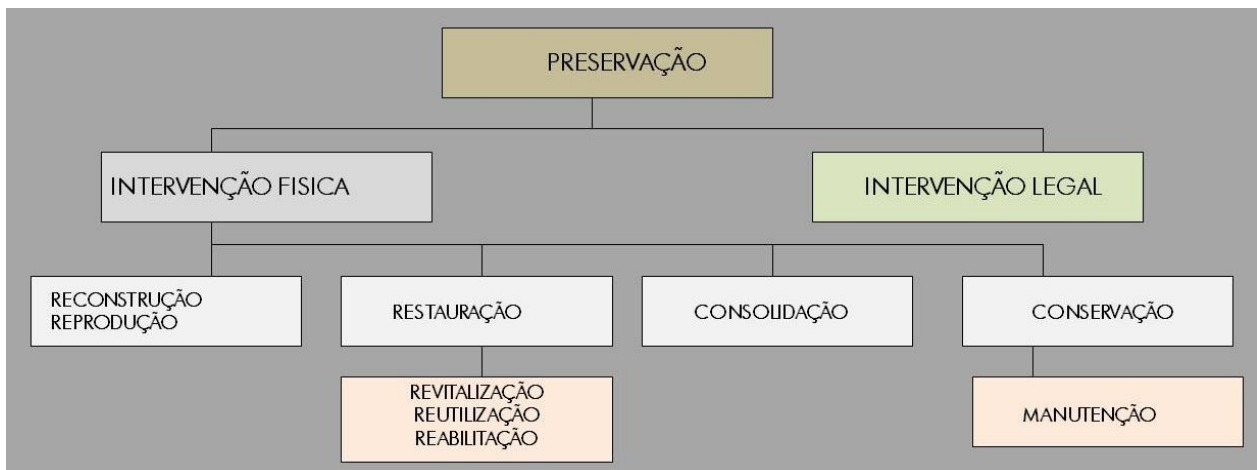 PRESERVAÇÃO
INTERVENÇÃO FISICA
INTERVENÇÃO LEGAL
RECONSTRUÇÃO
REPRODUÇÃO
RESTAURAÇÃO
CONSOLIDAÇÃO
CONSERVAÇÃO
REVITALIZAÇÃO
REUTILIZAÇÃO
REABILITAÇÃO
MANUTENÇÃO